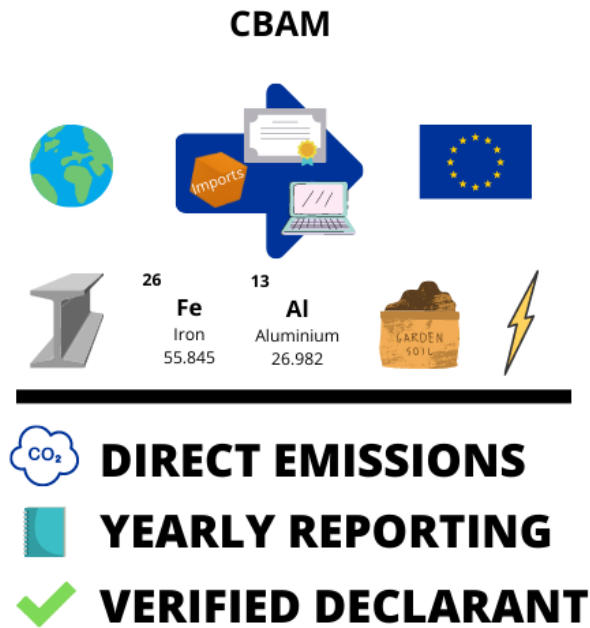 CBAM
Imports
26
Fe
Iron
55.845
13
Al
Aluminium
26.982
GARDEN
SOIL
CO₂
DIRECT EMISSIONS
YEARLY REPORTING
VERIFIED DECLARANT